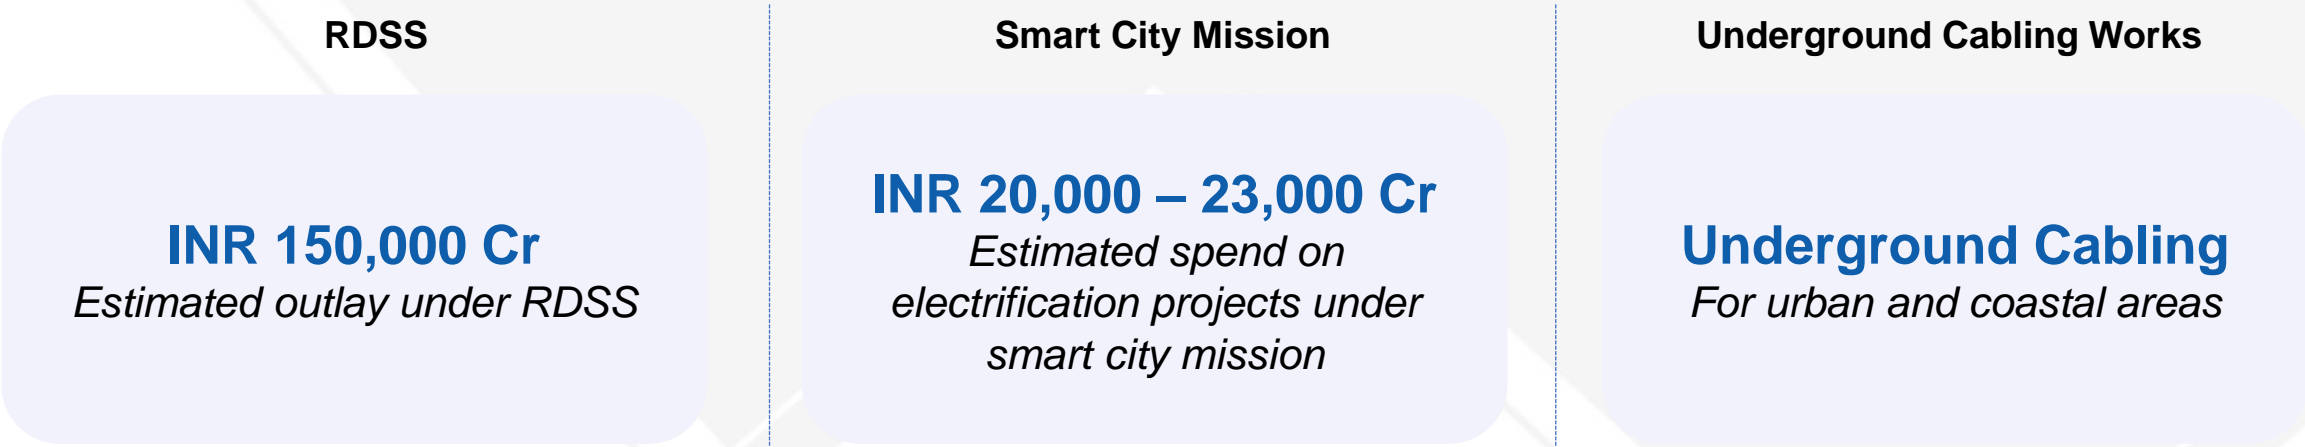 RDSS
INR 150,000 Cr
Estimated outlay under RDSS
Smart City Mission
INR 20,000 – 23,000 Cr
Estimated spend on
electrification projects under
smart city mission
Underground Cabling Works
Underground Cabling
For urban and coastal areas